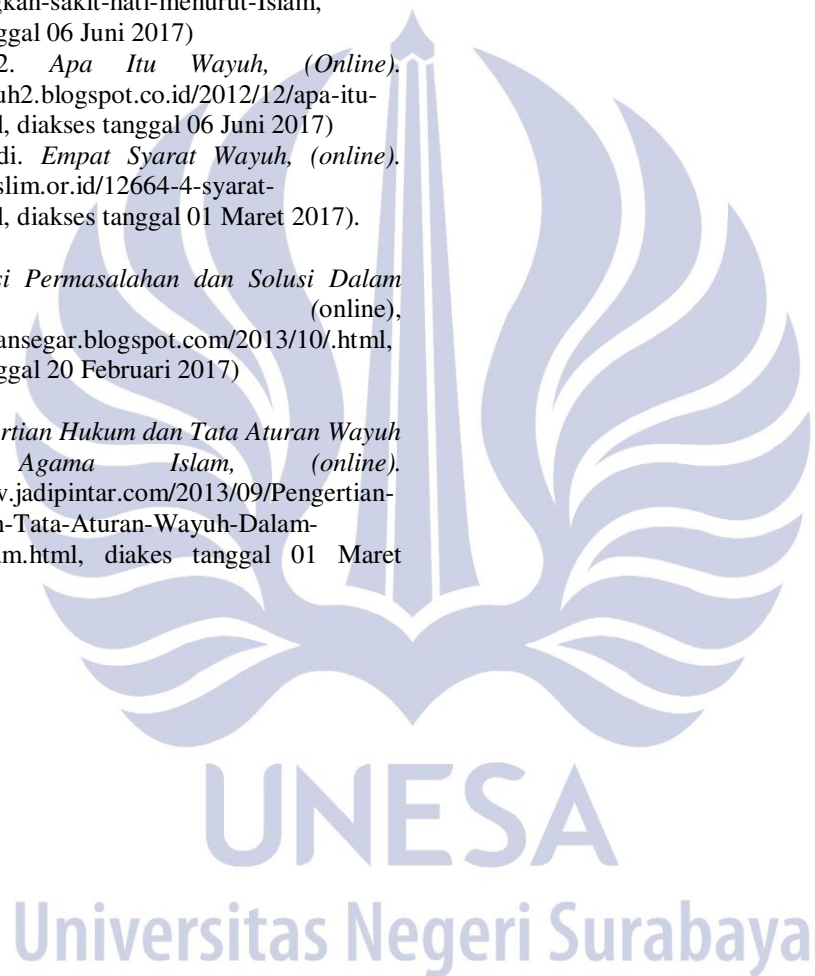 gkan-sakit-hati-menurut-Islam,
ggal 06 Juni 2017)
2. Apa Itu Wayuh, (Online).
uh2.blogspot.co.id/2012/12/apa-itu-
l, diakses tanggal 06 Juni 2017)
di. Empat Syarat Wayuh, (online).
slim.or.id/12664-4-syarat-
l, diakses tanggal 01 Maret 2017).
si Permasalahan dan Solusi Dalam
(online),
ansegar.blogspot.com/2013/10/.html,
ggal 20 Februari 2017)
rtian Hukum dan Tata Aturan Wayuh
Agama Islam, (online).
w.jadipintar.com/2013/09/Pengertian-
n-Tata-Aturan-Wayuh-Dalam-
am.html, diakes tanggal 01 Maret
UNESA
Universitas Negeri Surabaya